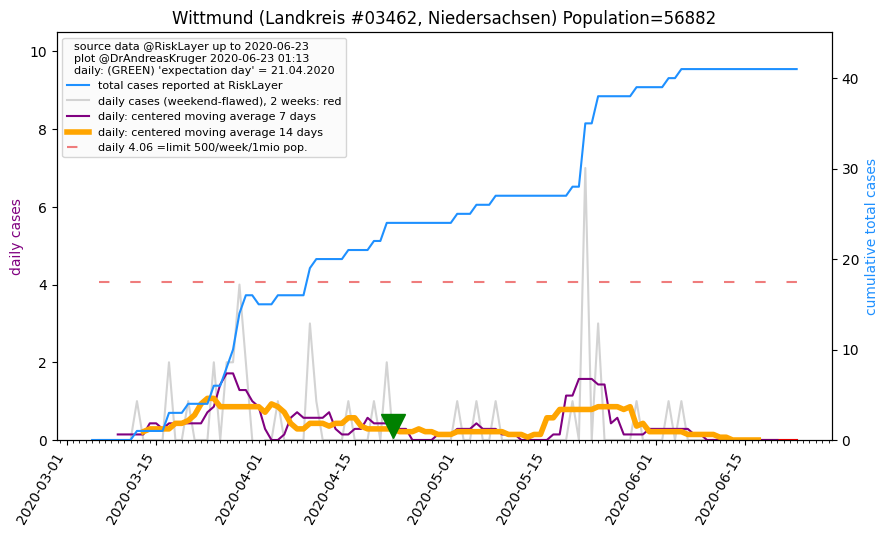 Wittmund (Landkreis #03462, Niedersachsen) Population=56882
source data @RiskLayer up to 2020-06-23
plot @DrAndreasKruger 2020-06-23 01:13
daily: (GREEN) 'expectation day' = 21.04.2020
total cases reported at RiskLayer
daily cases (weekend-flawed), 2 weeks: red
daily: centered moving average 7 days
daily: centered moving average 14 days
daily 4.06 =limit 500/week/1mio pop.
daily cases
10
8
6
4
2
0
cumulative total cases
40
30
20
10
0
2020-03-01
2020-03-15
2020-04-01
2020-04-15
2020-05-01
2020-05-15
2020-06-01
2020-06-15